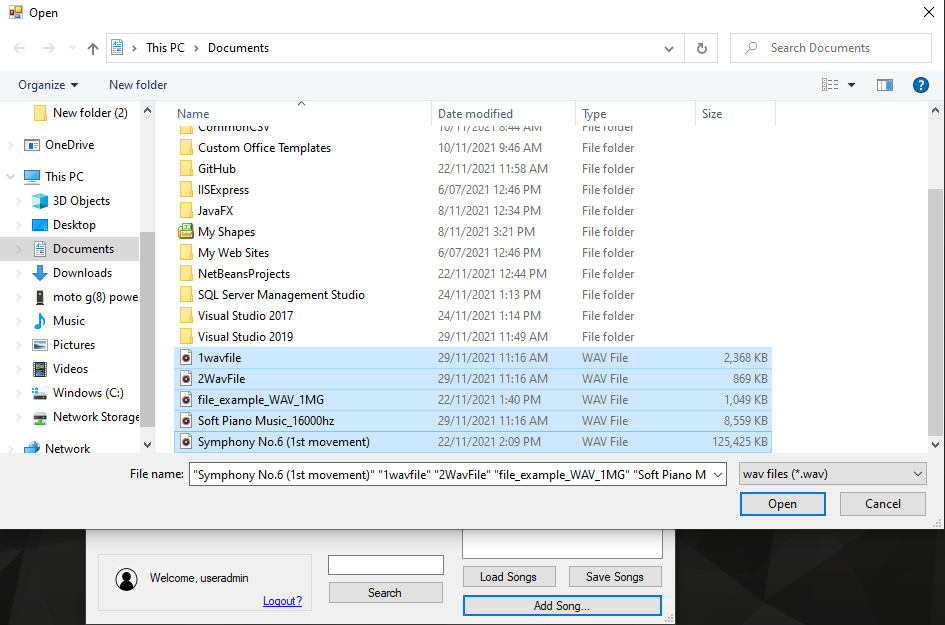 Open
This PC > Documents
Search Documents
Organize
New folder
?
Name Date modified Type Size
New folder (2)
OneDrive
This PC
3D Objects
Desktop
Documents
Downloads
moto g(8) powe
Music
Pictures
Videos
Windows (C:)
Network Storage
Network
CommonCSV 10/11/2021 8:44 AM File folder
Custom Office Templates 10/11/2021 9:46 AM File folder
GitHub 22/11/2021 11:58 AM File folder
IISExpress 6/07/2021 12:46 PM File folder
JavaFX 8/11/2021 12:34 PM File folder
My Shapes 8/11/2021 3:21 PM File folder
My Web Sites 6/07/2021 12:46 PM File folder
NetBeansProjects 22/11/2021 12:44 PM File folder
SQL Server Management Studio 24/11/2021 1:13 PM File folder
Visual Studio 2017 24/11/2021 1:14 PM File folder
Visual Studio 2019 29/11/2021 11:49 AM File folder
1wavfile 29/11/2021 11:16 AM WAV File 2,368 KB
2WavFile 29/11/2021 11:16 AM WAV File 869 KB
file_example_WAV_1MG 22/11/2021 1:40 PM WAV File 1,049 KB
Soft Piano Music_16000hz 29/11/2021 11:16 AM WAV File 8,559 KB
Symphony No.6 (1st movement) 22/11/2021 2:09 PM WAV File 125,425 KB
File name: "Symphony No.6 (1st movement)" "1wavfile" "2WavFile" "file_example_WAV_1MG" "Soft Piano M
wav files (*.wav)
Open
Cancel
Welcome, useradmin
Logout?
Search
Load Songs
Save Songs
Add Song...